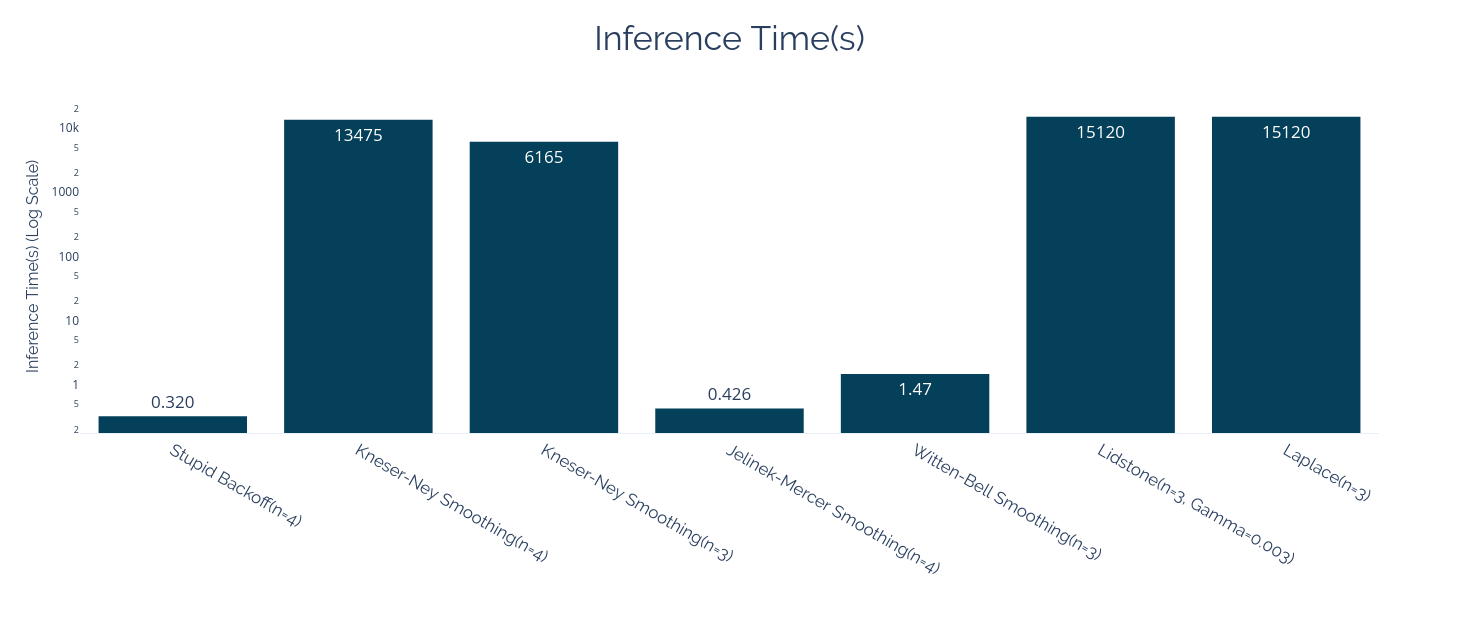 Inference Time(s)
Inference Time(s) (Log Scale)
2
10k
5
2
1000
5
2
100
5
2
10
5
2
1
5
2
0.320
13475
6165
0.426
1.47
15120
15120
Stupid Backoff(n=4)
Kneser-Ney Smoothing(n=4)
Kneser-Ney Smoothing(n=3)
Jelinek-Mercer Smoothing(n=4)
Witten-Bell Smoothing(n=3)
Lidstone(n=3, Gamma=0.003)
Laplace(n=3)